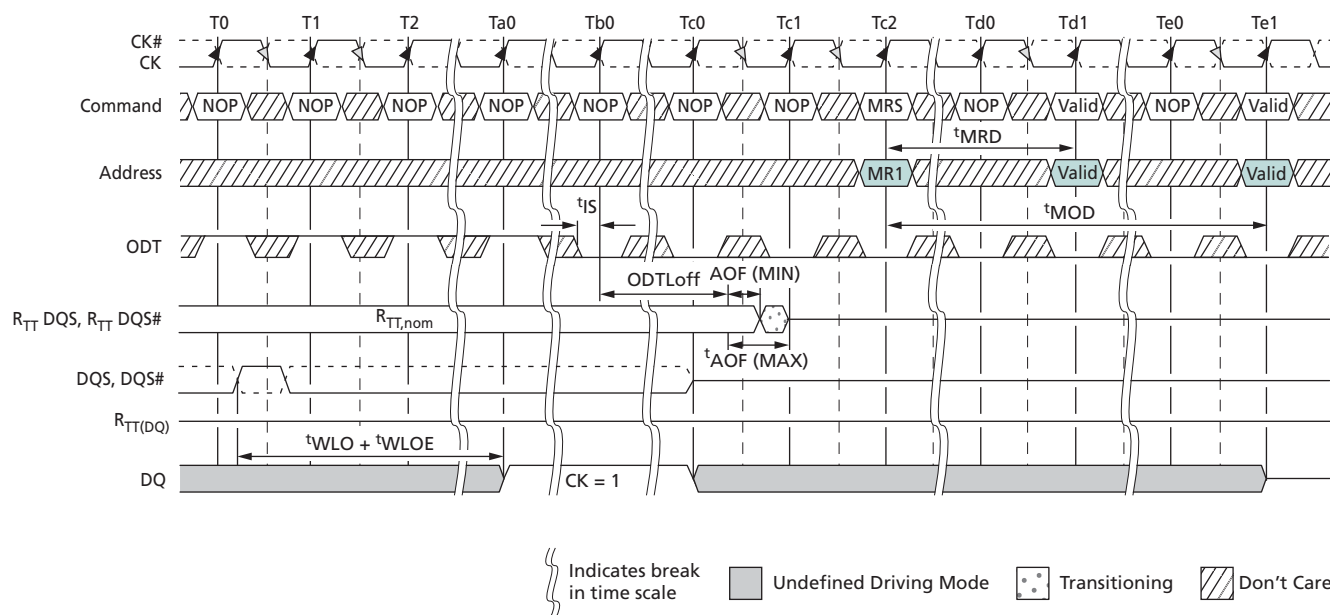 T0 T1 T2 Ta0 Tb0 Tc0 Tc1 Tc2 Td0 Td1 Te0 Te1
CK#
CK
Command NOP NOP NOP NOP NOP NOP NOP MRS NOP Valid NOP Valid
tMRD
Address MR1 Valid Valid
tIS tMOD
ODT
ODTLoff AOF (MIN)
RTT DQS, RTT DQS# RTT,nom
tAOF (MAX)
DQS, DQS#
RTT(DQ)
tWLO + tWLOE
DQ CK = 1
Indicates break
in time scale
Undefined Driving Mode Transitioning Don't Care